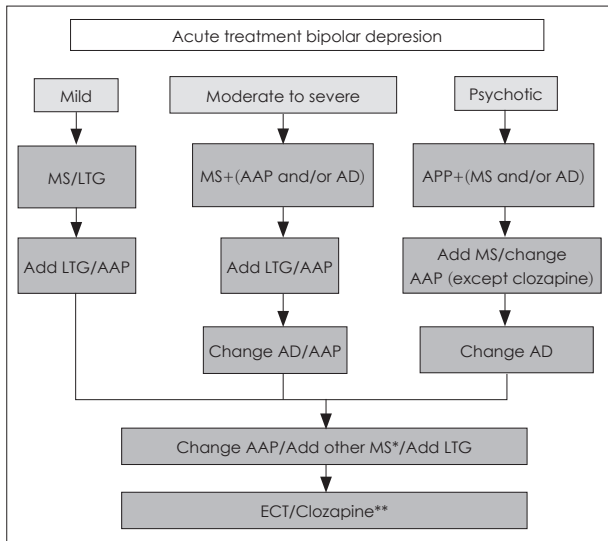 Acute treatment bipolar depresion
Mild
Moderate to severe
Psychotic
MS/LTG
MS+(AAP and/or AD)
APP+(MS and/or AD)
Add LTG/AAP
Add LTG/AAP
Add MS/change
AAP (except clozapine)
Change AD/AAP
Change AD
Change AAP/Add other MS*/Add LTG
ECT/Clozapine**